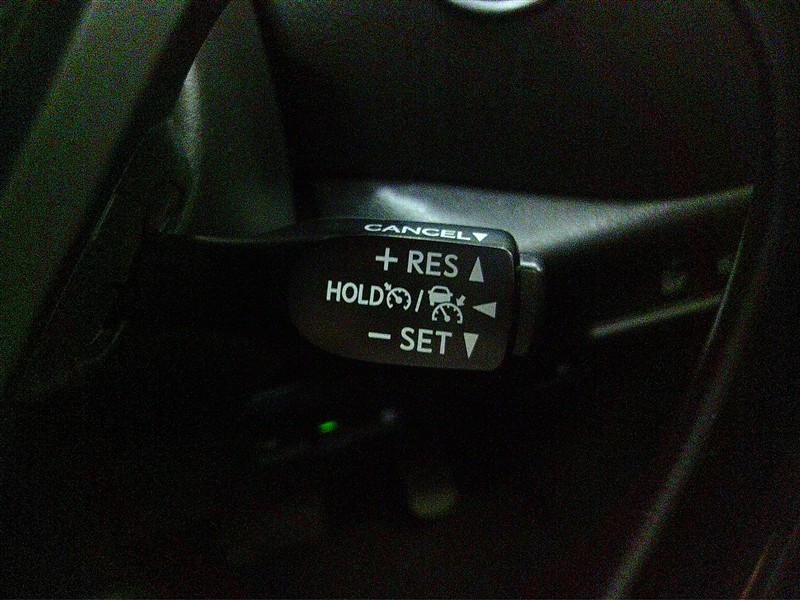 CANCEL▼
+ RES ▲
HOLD / ◀
− SET ▼